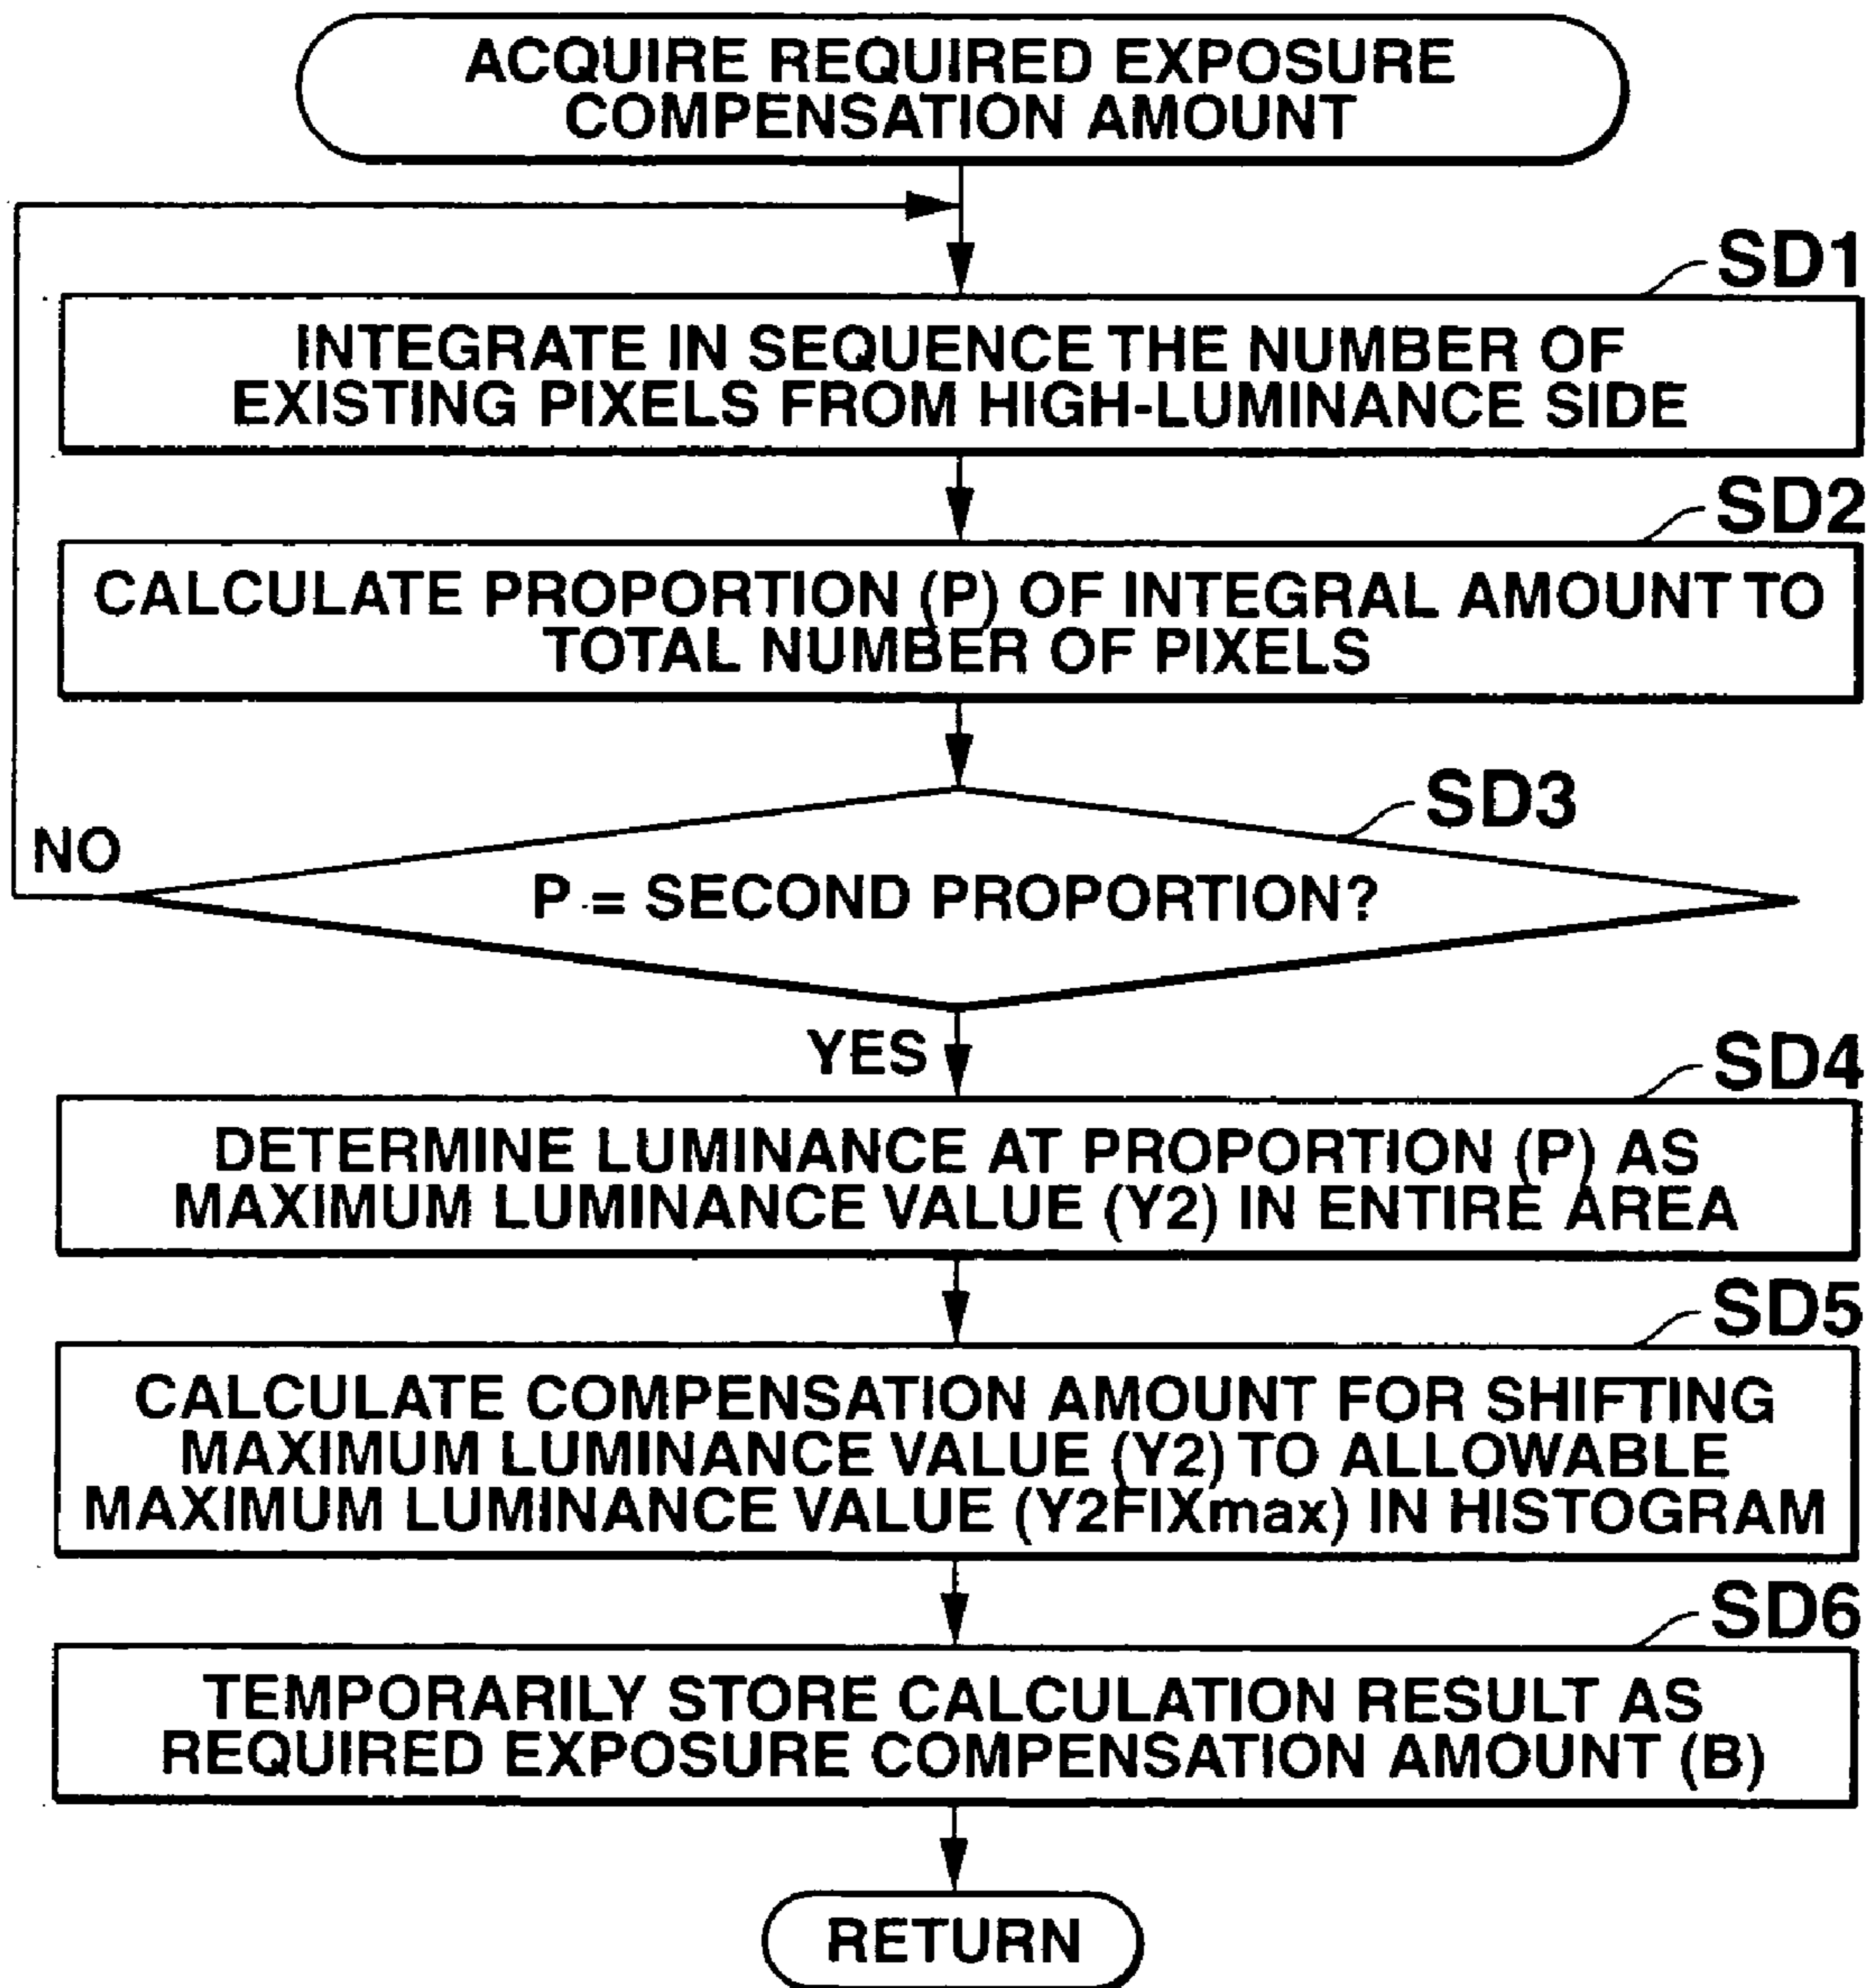 ACQUIRE REQUIRED EXPOSURE
COMPENSATION AMOUNT
SD1
INTEGRATE IN SEQUENCE THE NUMBER OF
EXISTING PIXELS FROM HIGH-LUMINANCE SIDE
SD2
CALCULATE PROPORTION (P) OF INTEGRAL AMOUNT TO
TOTAL NUMBER OF PIXELS
SD3
NO
P = SECOND PROPORTION?
YES
SD4
DETERMINE LUMINANCE AT PROPORTION (P) AS
MAXIMUM LUMINANCE VALUE (Y2) IN ENTIRE AREA
SD5
CALCULATE COMPENSATION AMOUNT FOR SHIFTING
MAXIMUM LUMINANCE VALUE (Y2) TO ALLOWABLE
MAXIMUM LUMINANCE VALUE (Y2FIXmax) IN HISTOGRAM
SD6
TEMPORARILY STORE CALCULATION RESULT AS
REQUIRED EXPOSURE COMPENSATION AMOUNT (B)
RETURN